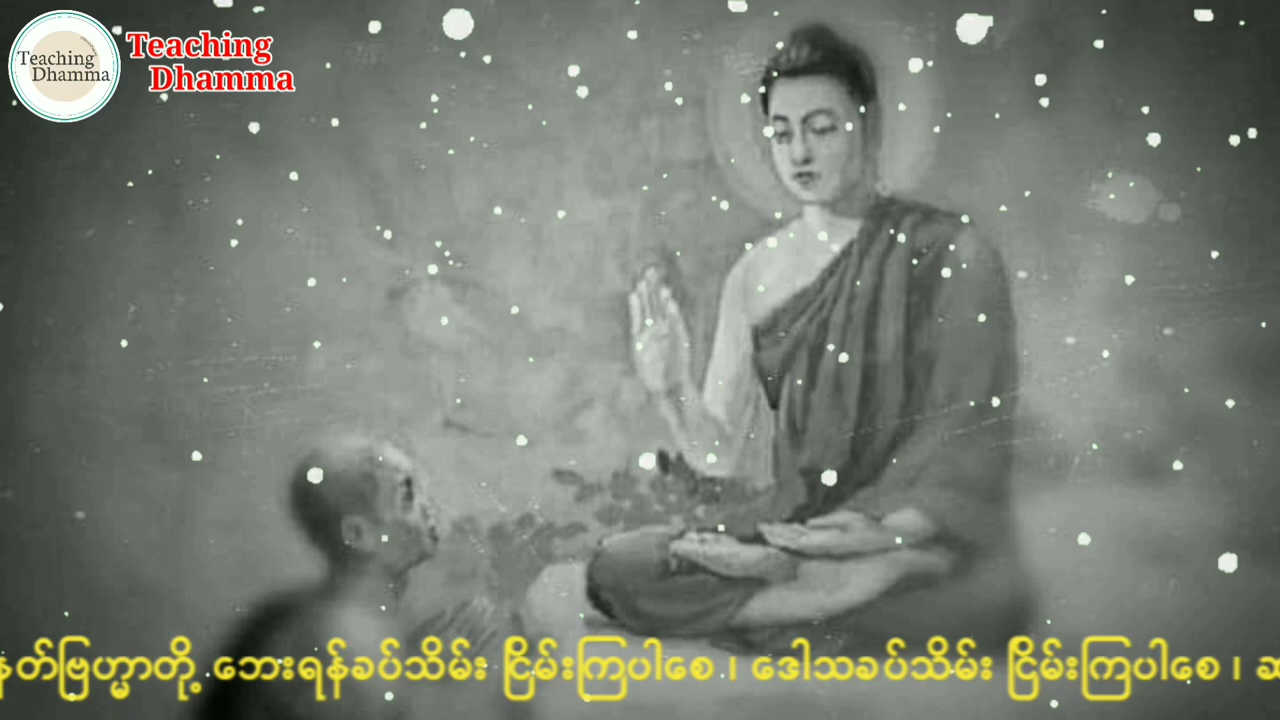 Teaching
Dhamma
Teaching
Dhamma
နတ်ဗြဟ္မာတို့ ဘေးရန်ခပ်သိမ်း ငြိမ်းကြပါစေ ၊ ဒေါသခပ်သိမ်း ငြိမ်းကြပါစေ ၊